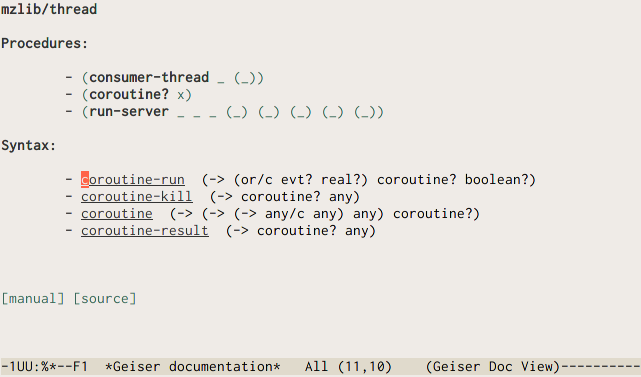 mzlib/thread
Procedures:
- (consumer-thread _ (_))
- (coroutine? x)
- (run-server _ _ _ (_) (_) (_) (_) (_))
Syntax:
- coroutine-run (-> (or/c evt? real?) coroutine? boolean?)
- coroutine-kill (-> coroutine? any)
- coroutine (-> (-> (-> any/c any) any) coroutine?)
- coroutine-result (-> coroutine? any)
[manual] [source]
-1UU:%*--F1 *Geiser documentation* All (11,10) (Geiser Doc View)----------